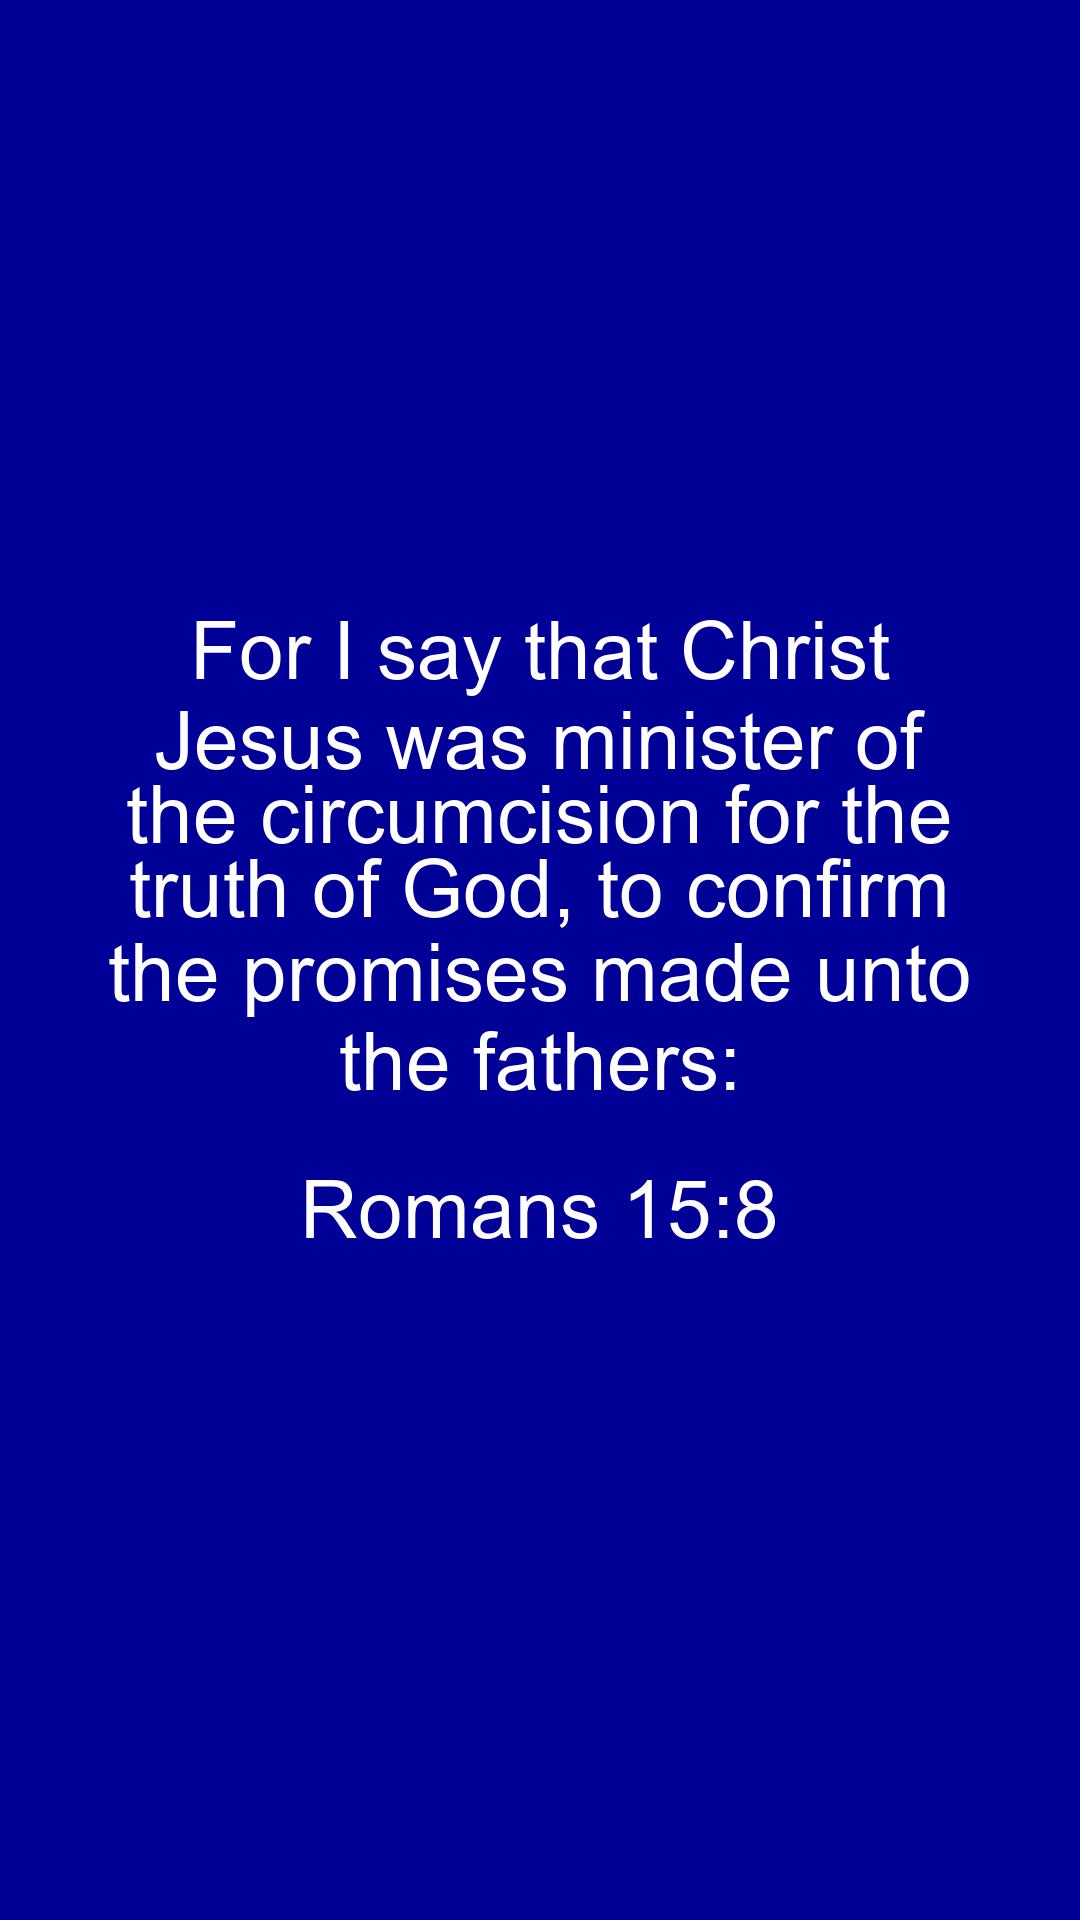 For I say that Christ
Jesus was minister of
the circumcision for the
truth of God, to confirm
the promises made unto
the fathers:
Romans 15:8